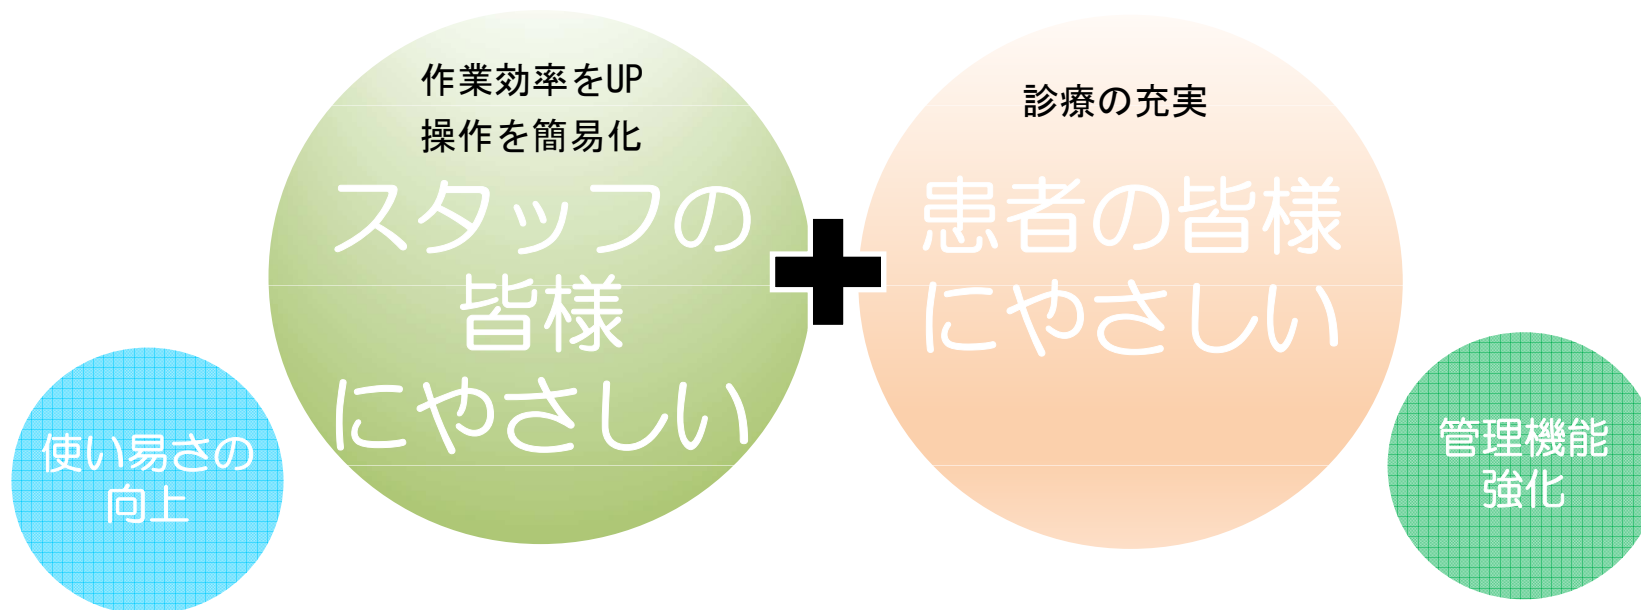 作業効率をUP
操作を簡易化
スタッフの
皆様
にやさしい
診療の充実
患者の皆様
にやさしい
使い易さの
向上
管理機能
強化